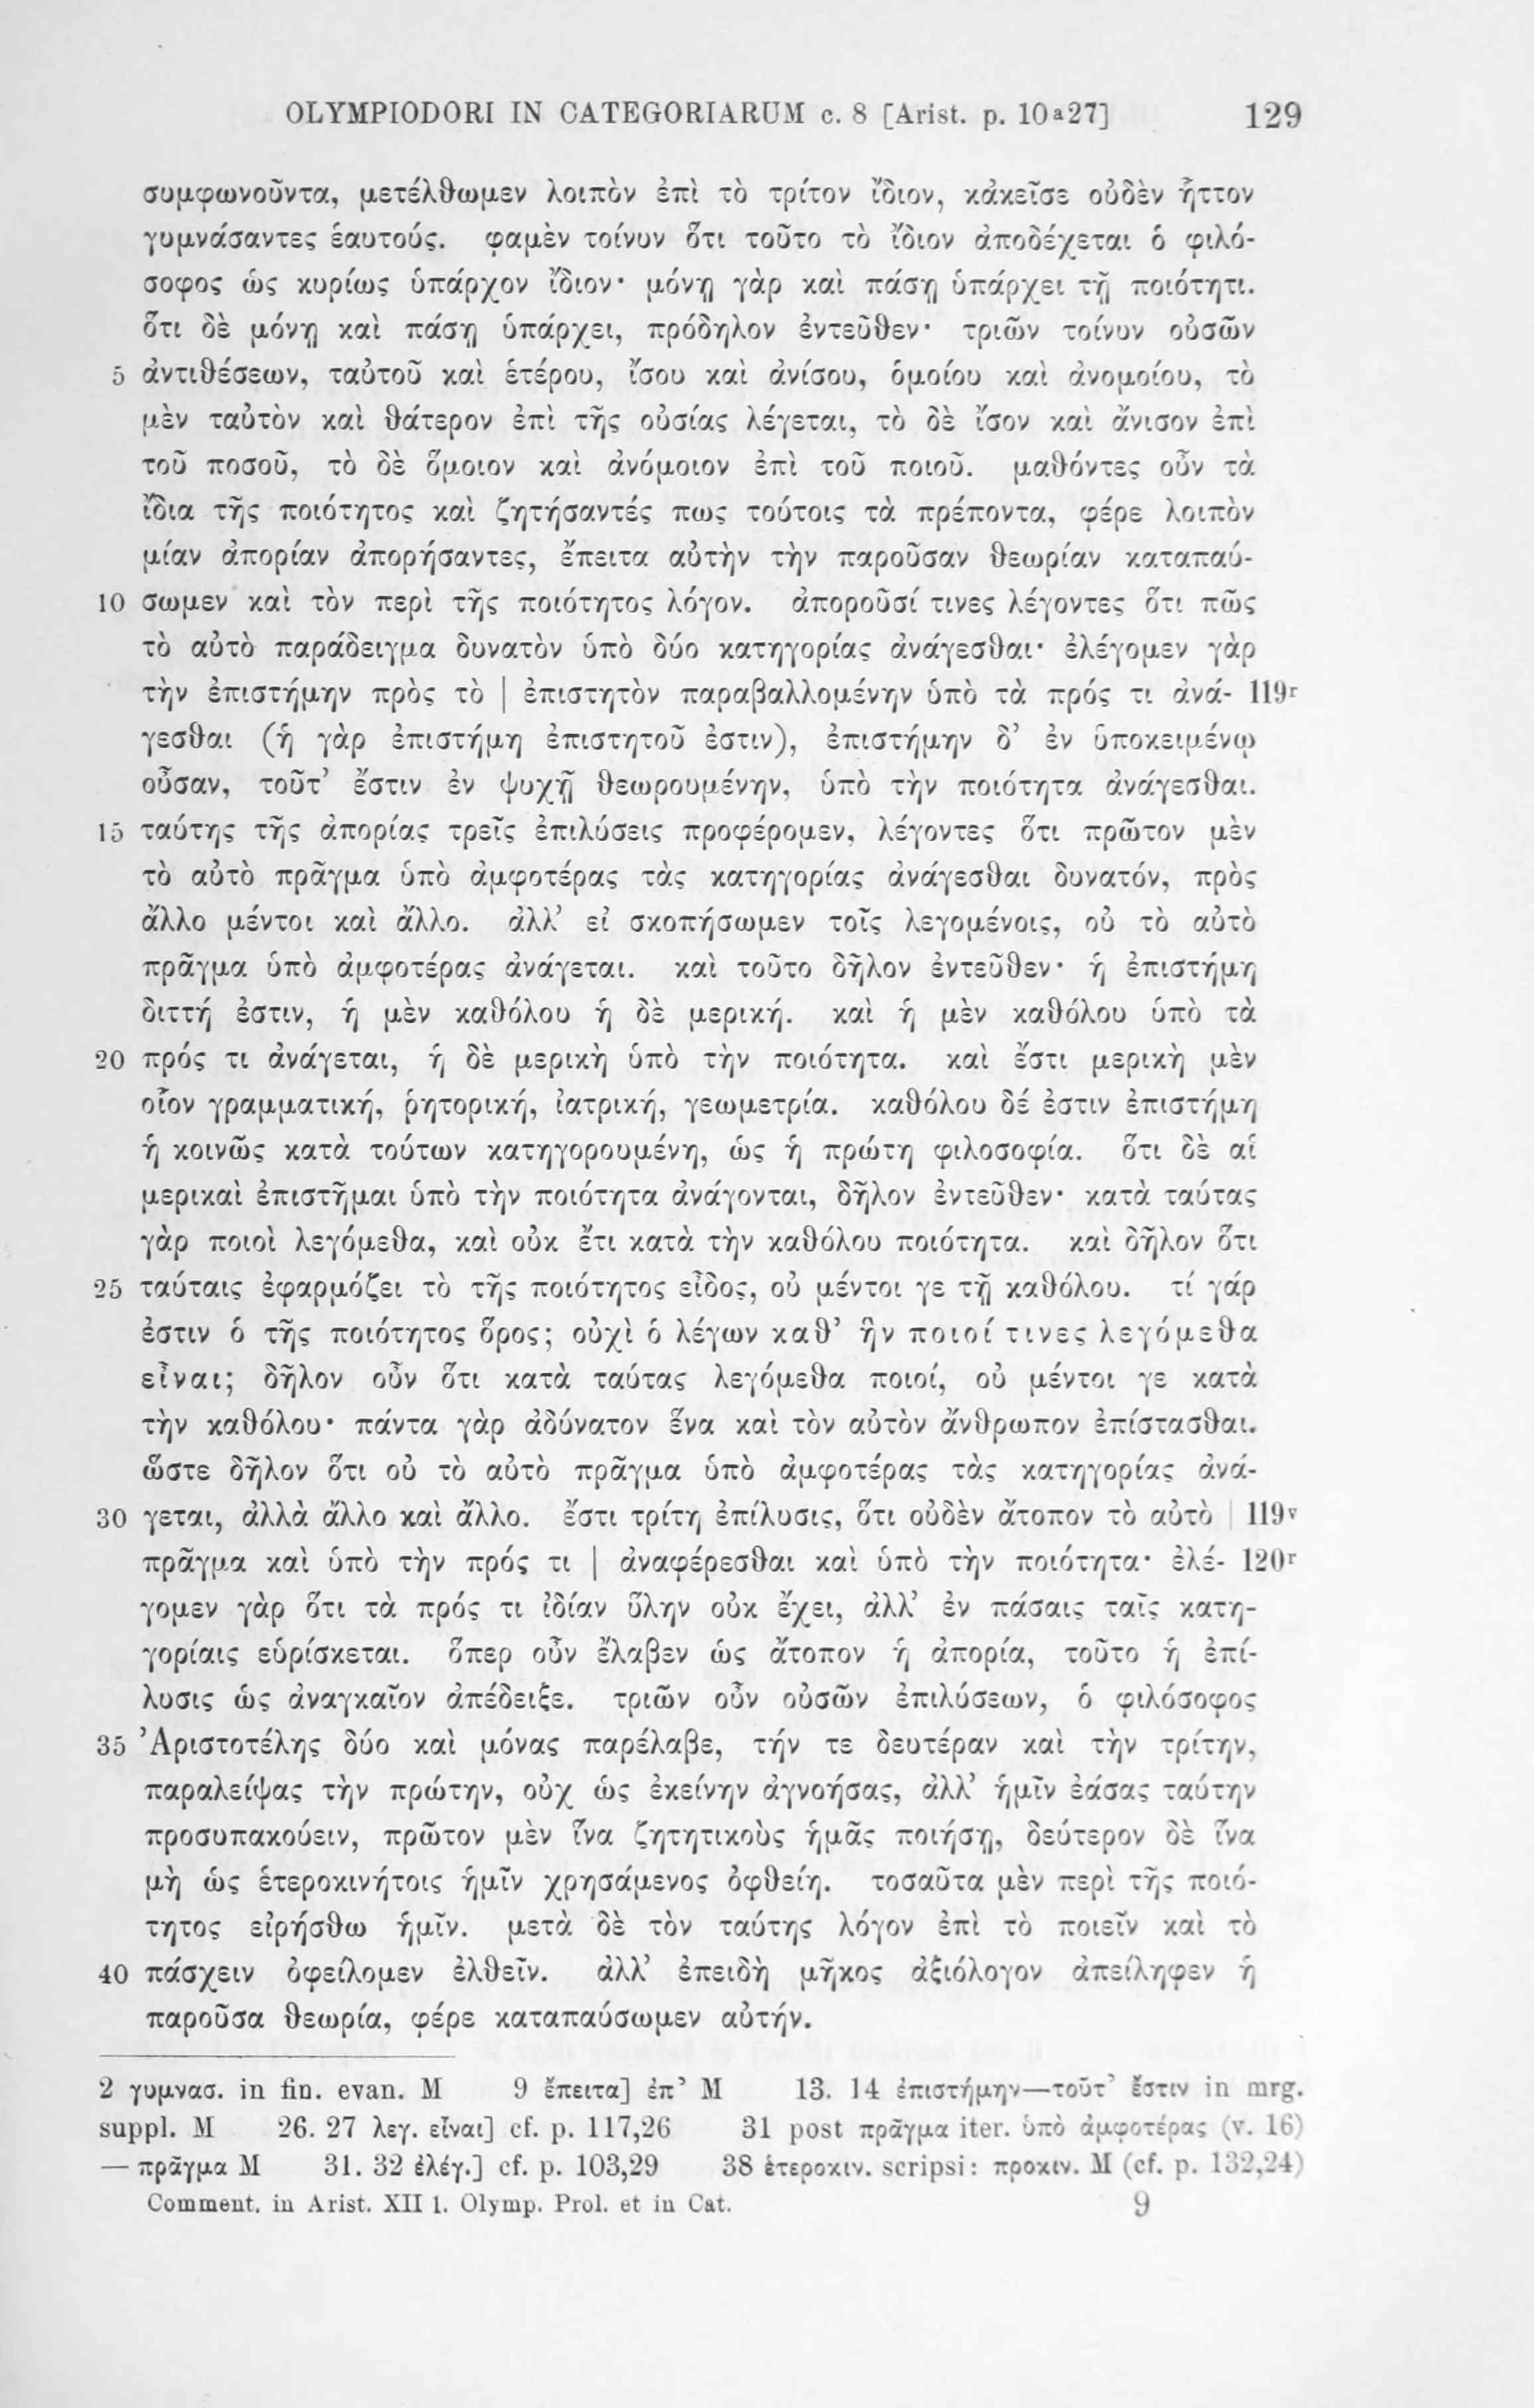 OLYMPIODORI IN CATEGORIARUM c. 8 [Arist. p. 10ª27] 129
συμφωνοῦντα, μετέλθωμεν λοιπὸν ἐπὶ τὸ τρίτον ἴδιον, κἀκεῖσε οὐδὲν ἧττον
γυμνάσαντες ἑαυτούς. φαμὲν τοίνυν ὅτι τοῦτο τὸ ἴδιον ἀποδέχεται ὁ φιλό-
σοφος ὡς κυρίως ὑπάρχον ἴδιον· μόνῃ γὰρ καὶ πάσῃ ὑπάρχει τῇ ποιότητι.
ὅτι δὲ μόνῃ καὶ πάσῃ ὑπάρχει, πρόδηλον ἐντεῦθεν· τριῶν τοίνυν οὐσῶν
5 ἀντιθέσεων, ταὐτοῦ καὶ ἑτέρου, ἴσου καὶ ἀνίσου, ὁμοίου καὶ ἀνομοίου, τὸ
μὲν ταὐτὸν καὶ θάτερον ἐπὶ τῆς οὐσίας λέγεται, τὸ δὲ ἴσον καὶ ἄνισον ἐπὶ
τοῦ ποσοῦ, τὸ δὲ ὅμοιον καὶ ἀνόμοιον ἐπὶ τοῦ ποιοῦ. μαθόντες οὖν τὰ
ἴδια τῆς ποιότητος καὶ ζητήσαντές πως τούτοις τὰ πρέποντα, φέρε λοιπὸν
μίαν ἀπορίαν ἀπορήσαντες, ἔπειτα αὐτὴν τὴν παροῦσαν θεωρίαν καταπαύ-
10 σωμεν καὶ τὸν περὶ τῆς ποιότητος λόγον. ἀποροῦσί τινες λέγοντες ὅτι πῶς
τὸ αὐτὸ παράδειγμα δυνατὸν ὑπὸ δύο κατηγορίας ἀνάγεσθαι· ἐλέγομεν γὰρ
τὴν ἐπιστήμην πρὸς τὸ | ἐπιστητὸν παραβαλλομένην ὑπὸ τὰ πρός τι ἀνά- 119r
γεσθαι (ἡ γὰρ ἐπιστήμη ἐπιστητοῦ ἐστιν), ἐπιστήμην δ’ ἐν ὑποκειμένῳ
οὖσαν, τοῦτ’ ἔστιν ἐν ψυχῇ θεωρουμένην, ὑπὸ τὴν ποιότητα ἀνάγεσθαι.
15 ταύτης τῆς ἀπορίας τρεῖς ἐπιλύσεις προφέρομεν, λέγοντες ὅτι πρῶτον μὲν
τὸ αὐτὸ πρᾶγμα ὑπὸ ἀμφοτέρας τὰς κατηγορίας ἀνάγεσθαι δυνατόν, πρὸς
ἄλλο μέντοι καὶ ἄλλο. ἀλλ’ εἰ σκοπήσωμεν τοῖς λεγομένοις, οὐ τὸ αὐτὸ
πρᾶγμα ὑπὸ ἀμφοτέρας ἀνάγεται. καὶ τοῦτο δῆλον ἐντεῦθεν· ἡ ἐπιστήμη
διττή ἐστιν, ἡ μὲν καθόλου ἡ δὲ μερική. καὶ ἡ μὲν καθόλου ὑπὸ τὰ
20 πρός τι ἀνάγεται, ἡ δὲ μερικὴ ὑπὸ τὴν ποιότητα. καὶ ἔστι μερικὴ μὲν
οἷον γραμματική, ῥητορική, ἰατρική, γεωμετρία. καθόλου δέ ἐστιν ἐπιστήμη
ἡ κοινῶς κατὰ τούτων κατηγορουμένη, ὡς ἡ πρώτη φιλοσοφία. ὅτι δὲ αἱ
μερικαὶ ἐπιστῆμαι ὑπὸ τὴν ποιότητα ἀνάγονται, δῆλον ἐντεῦθεν· κατὰ ταύτας
γὰρ ποιοὶ λεγόμεθα, καὶ οὐκ ἔτι κατὰ τὴν καθόλου ποιότητα. καὶ δῆλον ὅτι
25 ταύταις ἐφαρμόζει τὸ τῆς ποιότητος εἶδος, οὐ μέντοι γε τῇ καθόλου. τί γάρ
ἐστιν ὁ τῆς ποιότητος ὅρος; οὐχὶ ὁ λέγων καθ’ ἣν ποιοί τινες λεγόμεθα
εἶναι; δῆλον οὖν ὅτι κατὰ ταύτας λεγόμεθα ποιοί, οὐ μέντοι γε κατὰ
τὴν καθόλου· πάντα γὰρ ἀδύνατον ἕνα καὶ τὸν αὐτὸν ἄνθρωπον ἐπίστασθαι.
ὥστε δῆλον ὅτι οὐ τὸ αὐτὸ πρᾶγμα ὑπὸ ἀμφοτέρας τὰς κατηγορίας ἀνά-
30 γεται, ἀλλὰ ἄλλο καὶ ἄλλο. ἔστι τρίτη ἐπίλυσις, ὅτι οὐδὲν ἄτοπον τὸ αὐτὸ | 119v
πρᾶγμα καὶ ὑπὸ τὴν πρός τι | ἀναφέρεσθαι καὶ ὑπὸ τὴν ποιότητα· ἐλέ- 120r
γομεν γὰρ ὅτι τὰ πρός τι ἰδίαν ὕλην οὐκ ἔχει, ἀλλ’ ἐν πάσαις ταῖς κατη-
γορίαις εὑρίσκεται. ὅπερ οὖν ἔλαβεν ὡς ἄτοπον ἡ ἀπορία, τοῦτο ἡ ἐπί-
λυσις ὡς ἀναγκαῖον ἀπέδειξε. τριῶν οὖν οὐσῶν ἐπιλύσεων, ὁ φιλόσοφος
35 Ἀριστοτέλης δύο καὶ μόνας παρέλαβε, τήν τε δευτέραν καὶ τὴν τρίτην,
παραλείψας τὴν πρώτην, οὐχ ὡς ἐκείνην ἀγνοήσας, ἀλλ’ ἡμῖν ἐάσας ταύτην
προσυπακούειν, πρῶτον μὲν ἵνα ζητητικοὺς ἡμᾶς ποιήσῃ, δεύτερον δὲ ἵνα
μὴ ὡς ἑτεροκινήτοις ἡμῖν χρησάμενος ὀφθείη. τοσαῦτα μὲν περὶ τῆς ποιό-
τητος εἰρήσθω ἡμῖν. μετὰ δὲ τὸν ταύτης λόγον ἐπὶ τὸ ποιεῖν καὶ τὸ
40 πάσχειν ὀφείλομεν ἐλθεῖν. ἀλλ’ ἐπειδὴ μῆκος ἀξιόλογον ἀπείληφεν ἡ
παροῦσα θεωρία, φέρε καταπαύσωμεν αὐτήν.
2 γυμνασ. in fin. evan. M 9 ἔπειτα] ἐπ’ M 13. 14 ἐπιστήμην—τοῦτ’ ἔστιν in mrg.
suppl. M 26. 27 λεγ. εἶναι] cf. p. 117,26 31 post πρᾶγμα iter. ὑπὸ ἀμφοτέρας (v. 16)
— πρᾶγμα M 31. 32 ἐλέγ.] cf. p. 103,29 38 ἑτεροκιν. scripsi: προκιν. M (cf. p. 132,24)
Comment. in Arist. XII 1. Olymp. Prol. et in Cat. 9